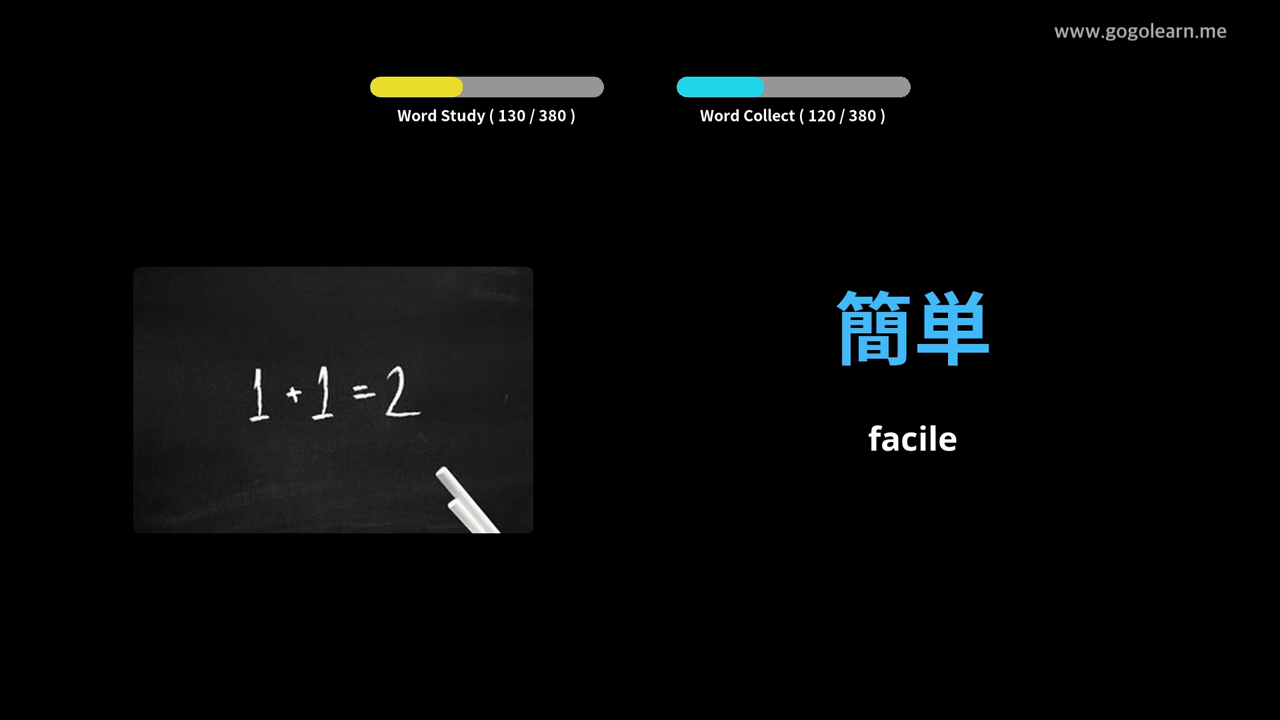 www.gogolearn.me
Word Study ( 130 / 380 )
Word Collect ( 120 / 380 )
1 + 1 = 2
簡単
facile